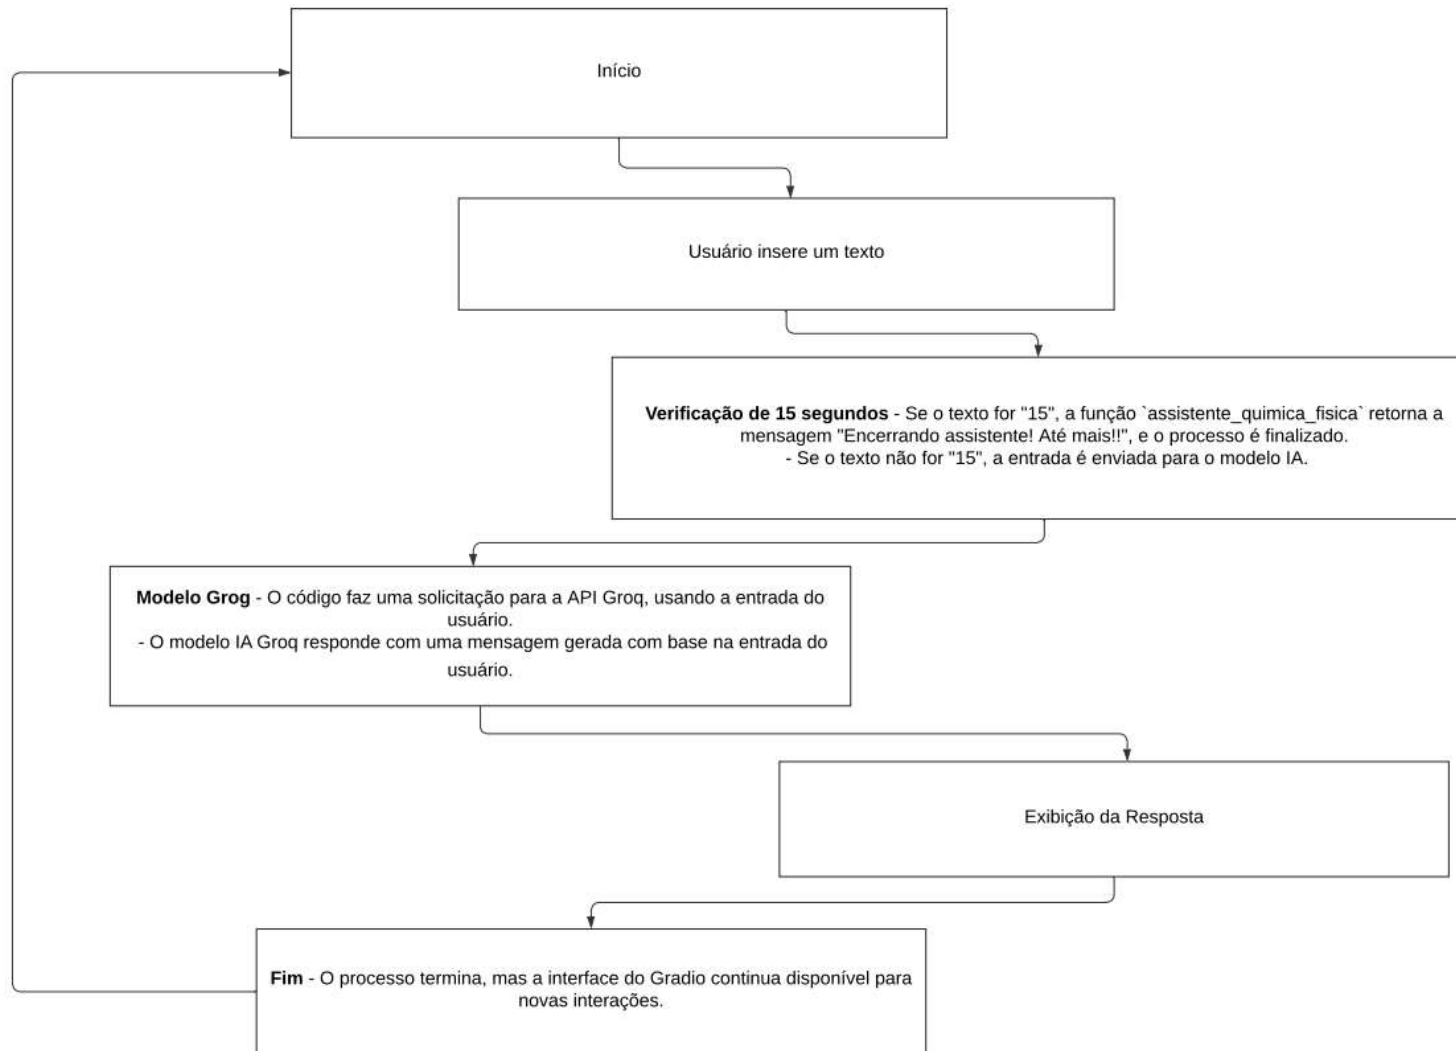 Início
Usuário insere um texto
Verificação de 15 segundos - Se o texto for "15", a função `assistente_quimica_fisica` retorna a
mensagem "Encerrando assistente! Até mais!!", e o processo é finalizado.
- Se o texto não for "15", a entrada é enviada para o modelo IA.
Modelo Grog - O código faz uma solicitação para a API Groq, usando a entrada do
usuário.
- O modelo IA Groq responde com uma mensagem gerada com base na entrada do
usuário.
Exibição da Resposta
Fim - O processo termina, mas a interface do Gradio continua disponível para
novas interações.